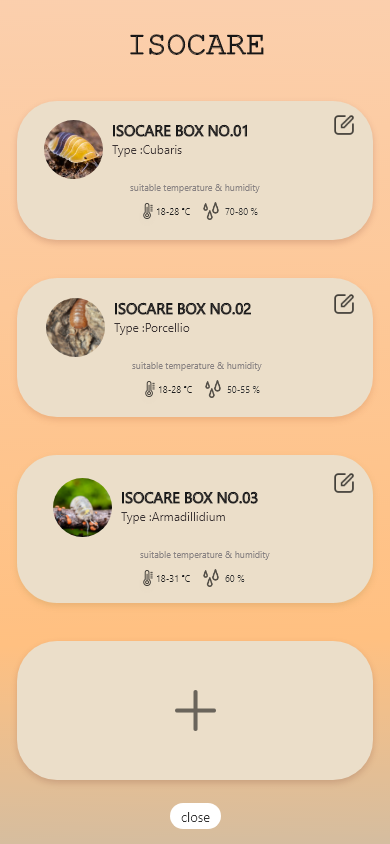 ISOCARE
ISOCARE BOX NO.01
Type :Cubaris
suitable temperature & humidity
18-28 °C 70-80 %
ISOCARE BOX NO.02
Type :Porcellio
suitable temperature & humidity
18-28 °C 50-55 %
ISOCARE BOX NO.03
Type :Armadillidium
suitable temperature & humidity
18-31 °C 60 %
close